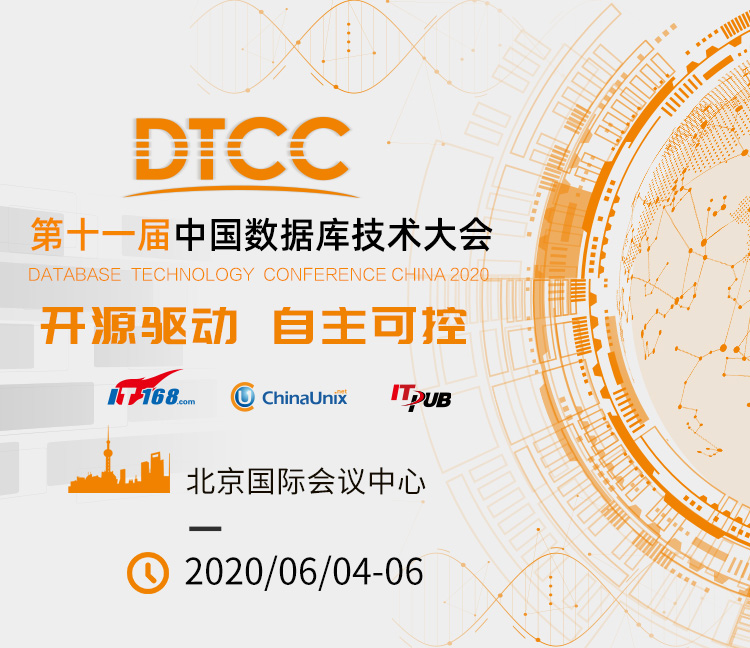 DTCC
第十一届中国数据库技术大会
DATABASE TECHNOLOGY CONFERENCE CHINA 2020
开源驱动 自主可控
IT168.com ChinaUnix.net ITPUB
北京国际会议中心
2020/06/04-06